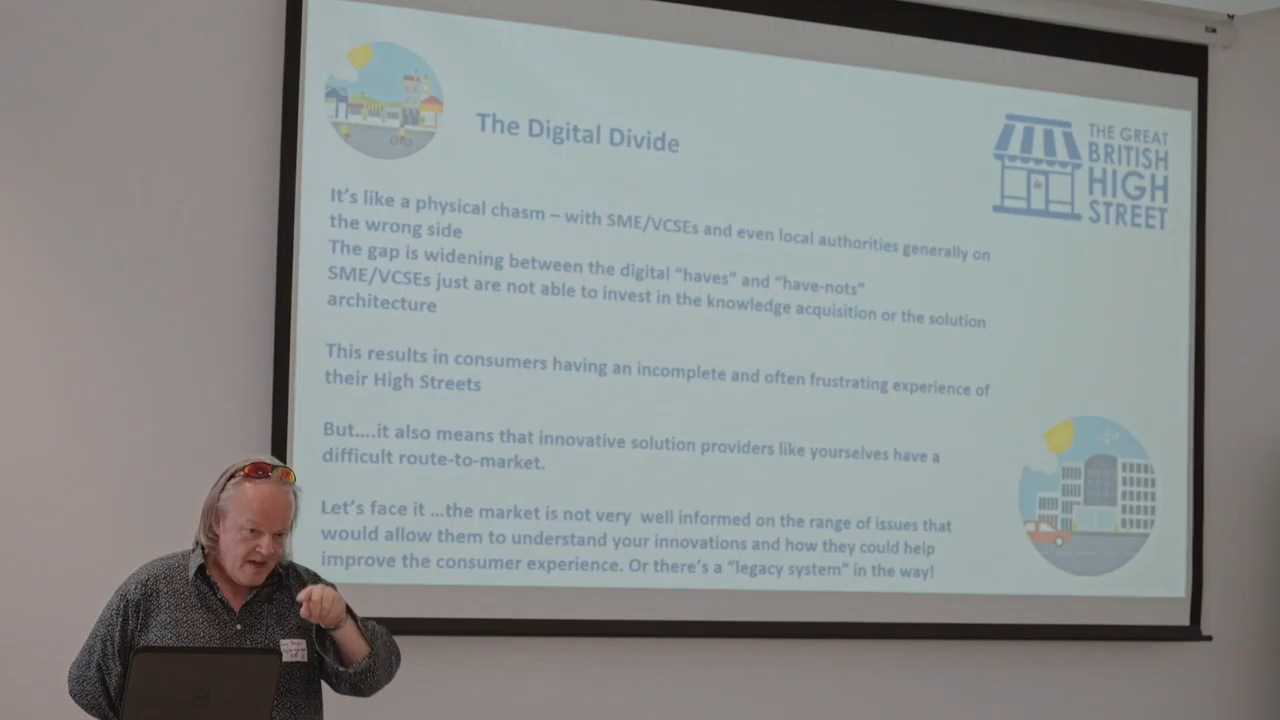 The Digital Divide
THE GREAT
BRITISH
HIGH
STREET
It's like a physical chasm – with SME/VCSEs and even local authorities generally on
the wrong side
The gap is widening between the digital "haves" and "have-nots"
SME/VCSEs just are not able to invest in the knowledge acquisition or the solution
architecture
This results in consumers having an incomplete and often frustrating experience of
their High Streets
But....it also means that innovative solution providers like yourselves have a
difficult route-to-market.
Let's face it ...the market is not very well informed on the range of issues that
would allow them to understand your innovations and how they could help
improve the consumer experience. Or there's a "legacy system" in the way!